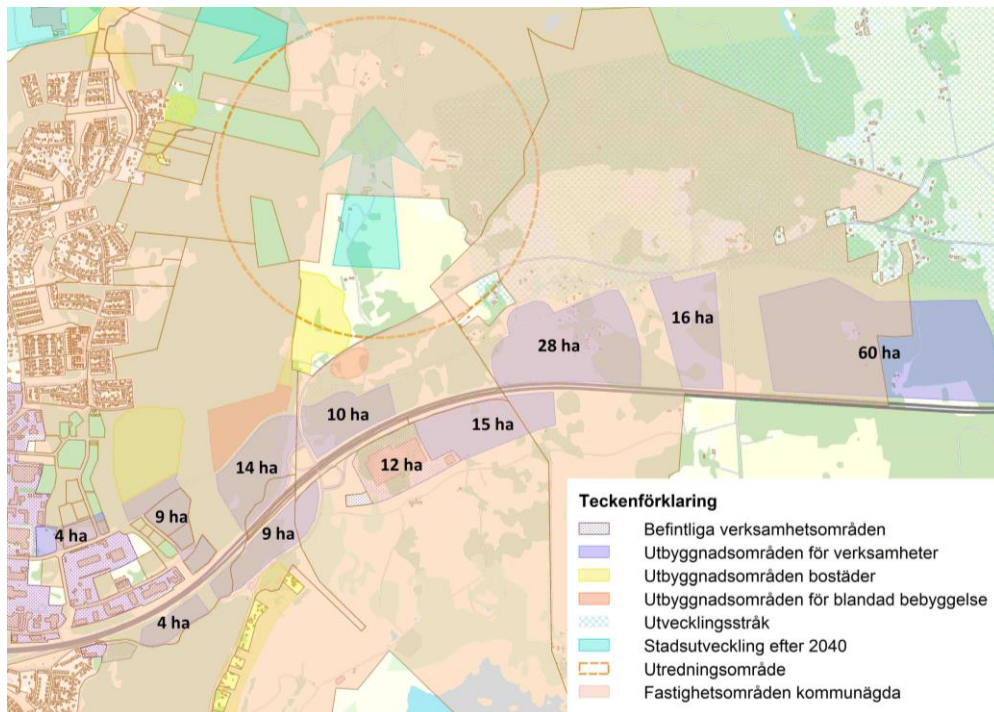 16 ha
28 ha
60 ha
10 ha
15 ha
14 ha
12 ha
9 ha
9 ha
4 ha
4 ha
Teckenförklaring
Befintliga verksamhetsområden
Utbyggnadsområden för verksamheter
Utbyggnadsområden bostäder
Utbyggnadsområden för blandad bebyggelse
Utvecklingsstråk
Stadsutveckling efter 2040
Utredningsområde
Fastighetsområden kommunägda